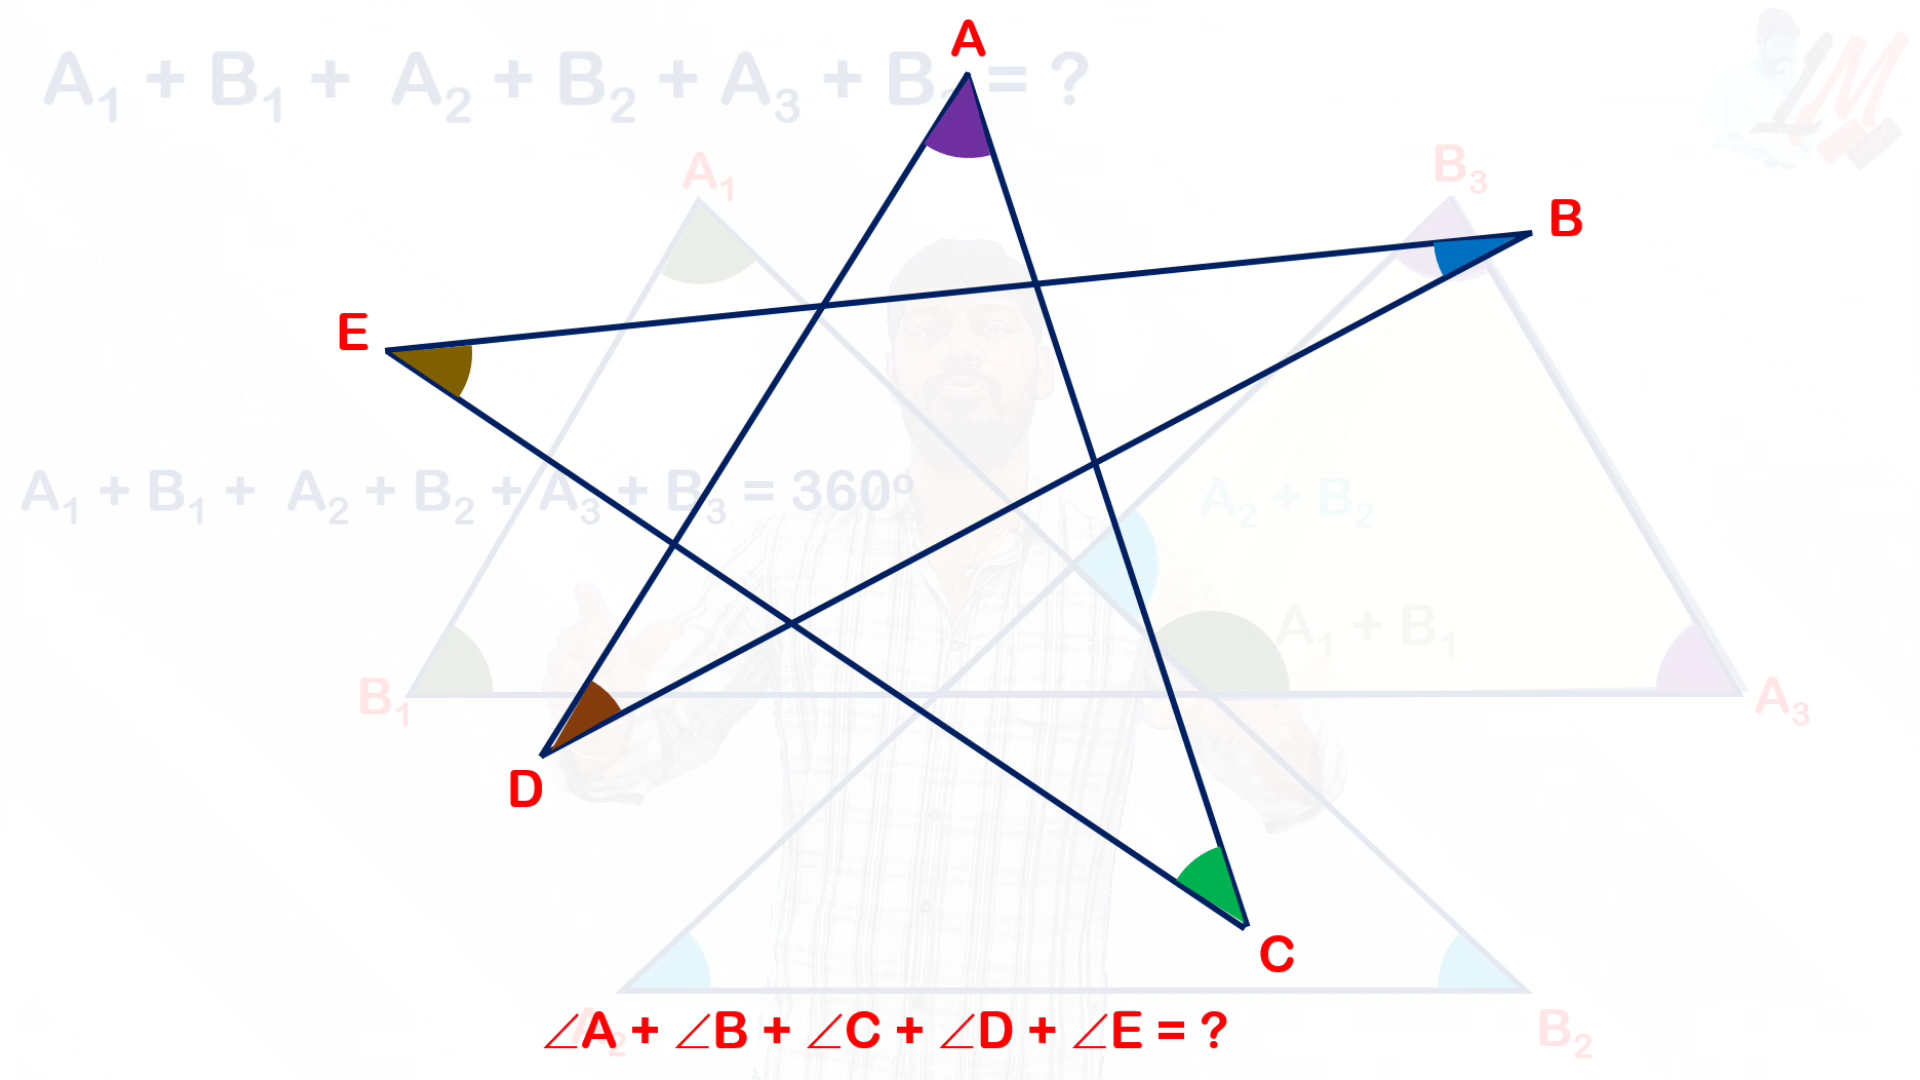 A
A₁ + B₁ + A₂ + B₂ + A₃ + B₃ = ?
A₁
B₃
B
E
A₁ + B₁ + A₂ + B₂ + A₃ + B₃ = 360º
A₂ + B₂
A₁ + B₁
B₁
A₃
D
C
∠A + ∠B + ∠C + ∠D + ∠E = ?
A₂
B₂